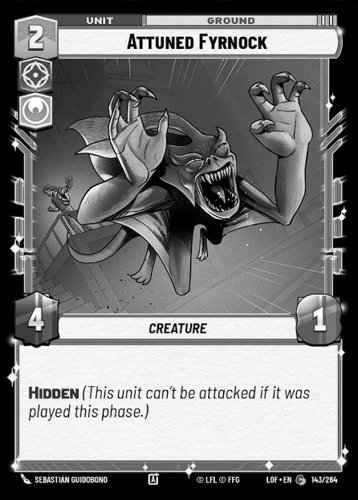 UNIT
GROUND
2
ATTUNED FYRNOCK
4
CREATURE
1
HIDDEN (This unit can't be attacked if it was
played this phase.)
SEBASTIÁN GUIDOBONO
A
© LFL © FFG
LOF • EN
C
143/264